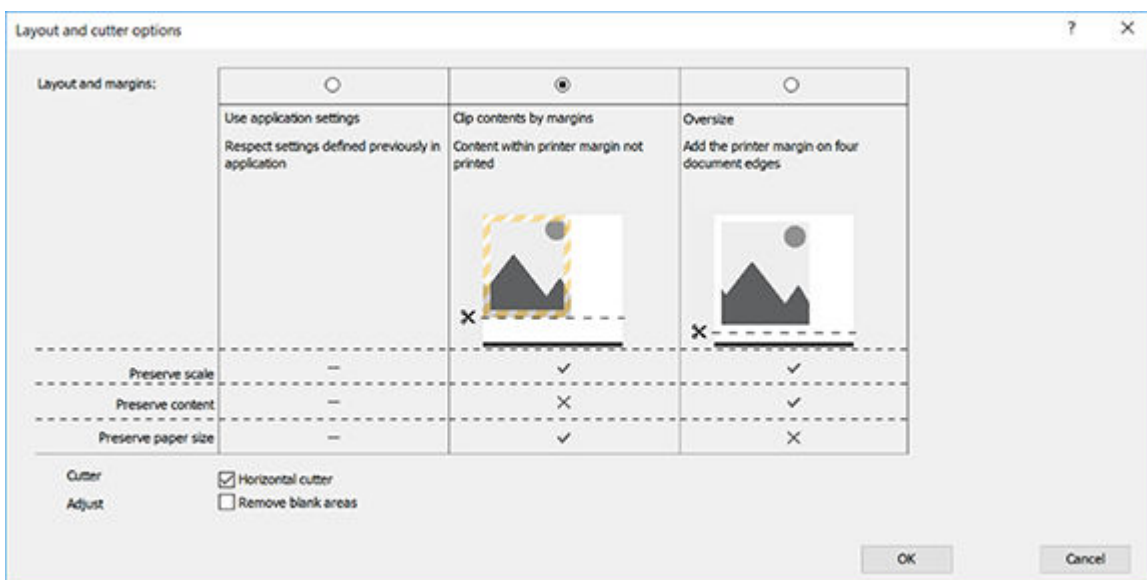 Layout and cutter options
Layout and margins:
Use application settings
Clip contents by margins
Oversize
Respect settings defined previously in application
Content within printer margin not printed
Add the printer margin on four document edges
Preserve scale
Preserve content
Preserve paper size
Cutter
Horizontal cutter
Adjust
Remove blank areas
OK
Cancel